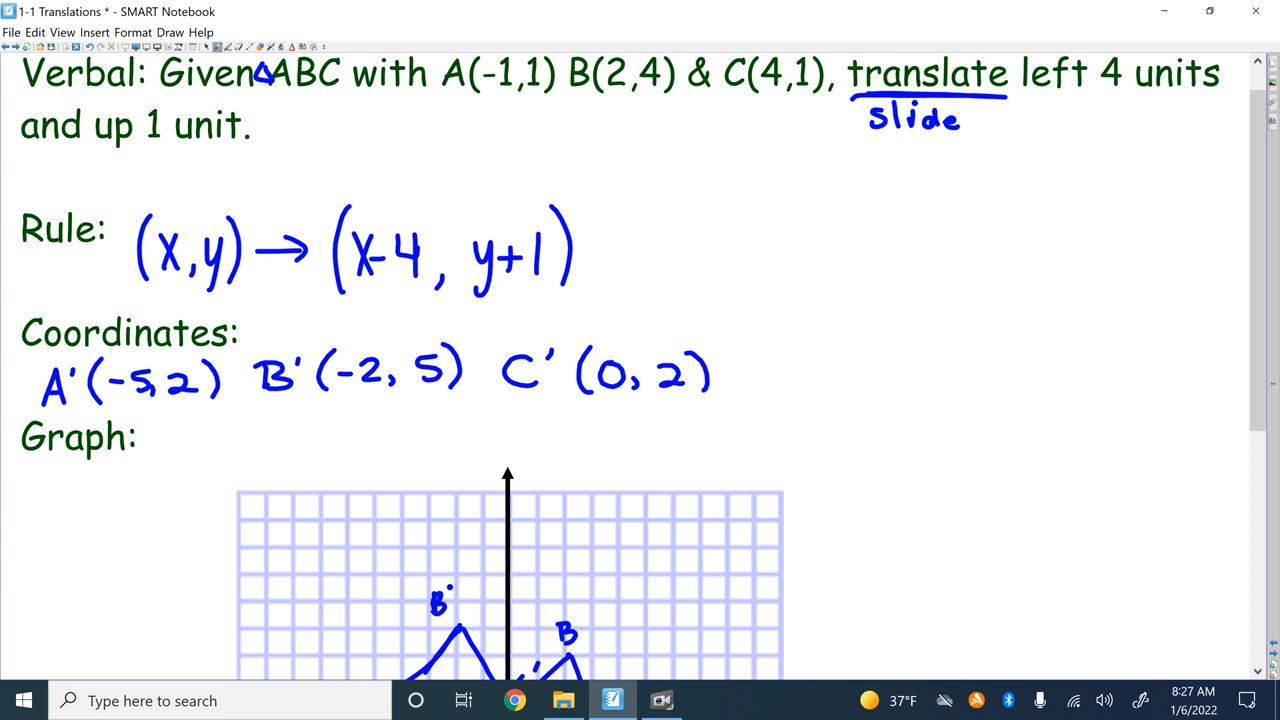 1-1 Translations * - SMART Notebook
File Edit View Insert Format Draw Help
Verbal: Given △ABC with A(-1,1) B(2,4) & C(4,1), translate left 4 units
slide
and up 1 unit.
Rule: (x,y) → (x-4, y+1)
Coordinates:
A'(-5,2) B'(-2, 5) C' (0, 2)
Graph:
B'
B
Type here to search
37°F
8:27 AM
1/6/2022